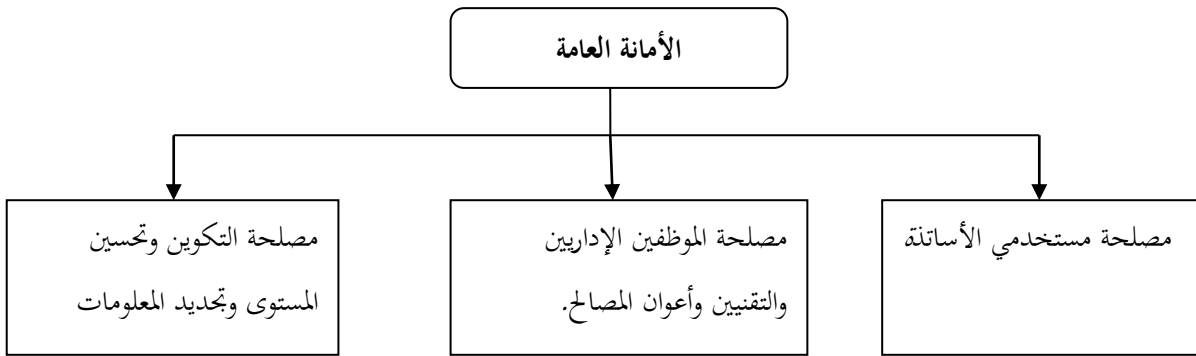 الأمانة العامة
مصلحة مستخدمي الأساتذة
مصلحة الموظفين الإداريين
والتقنيين وأعوان المصالح.
مصلحة التكوين وتحسين
المستوى وتجديد المعلومات